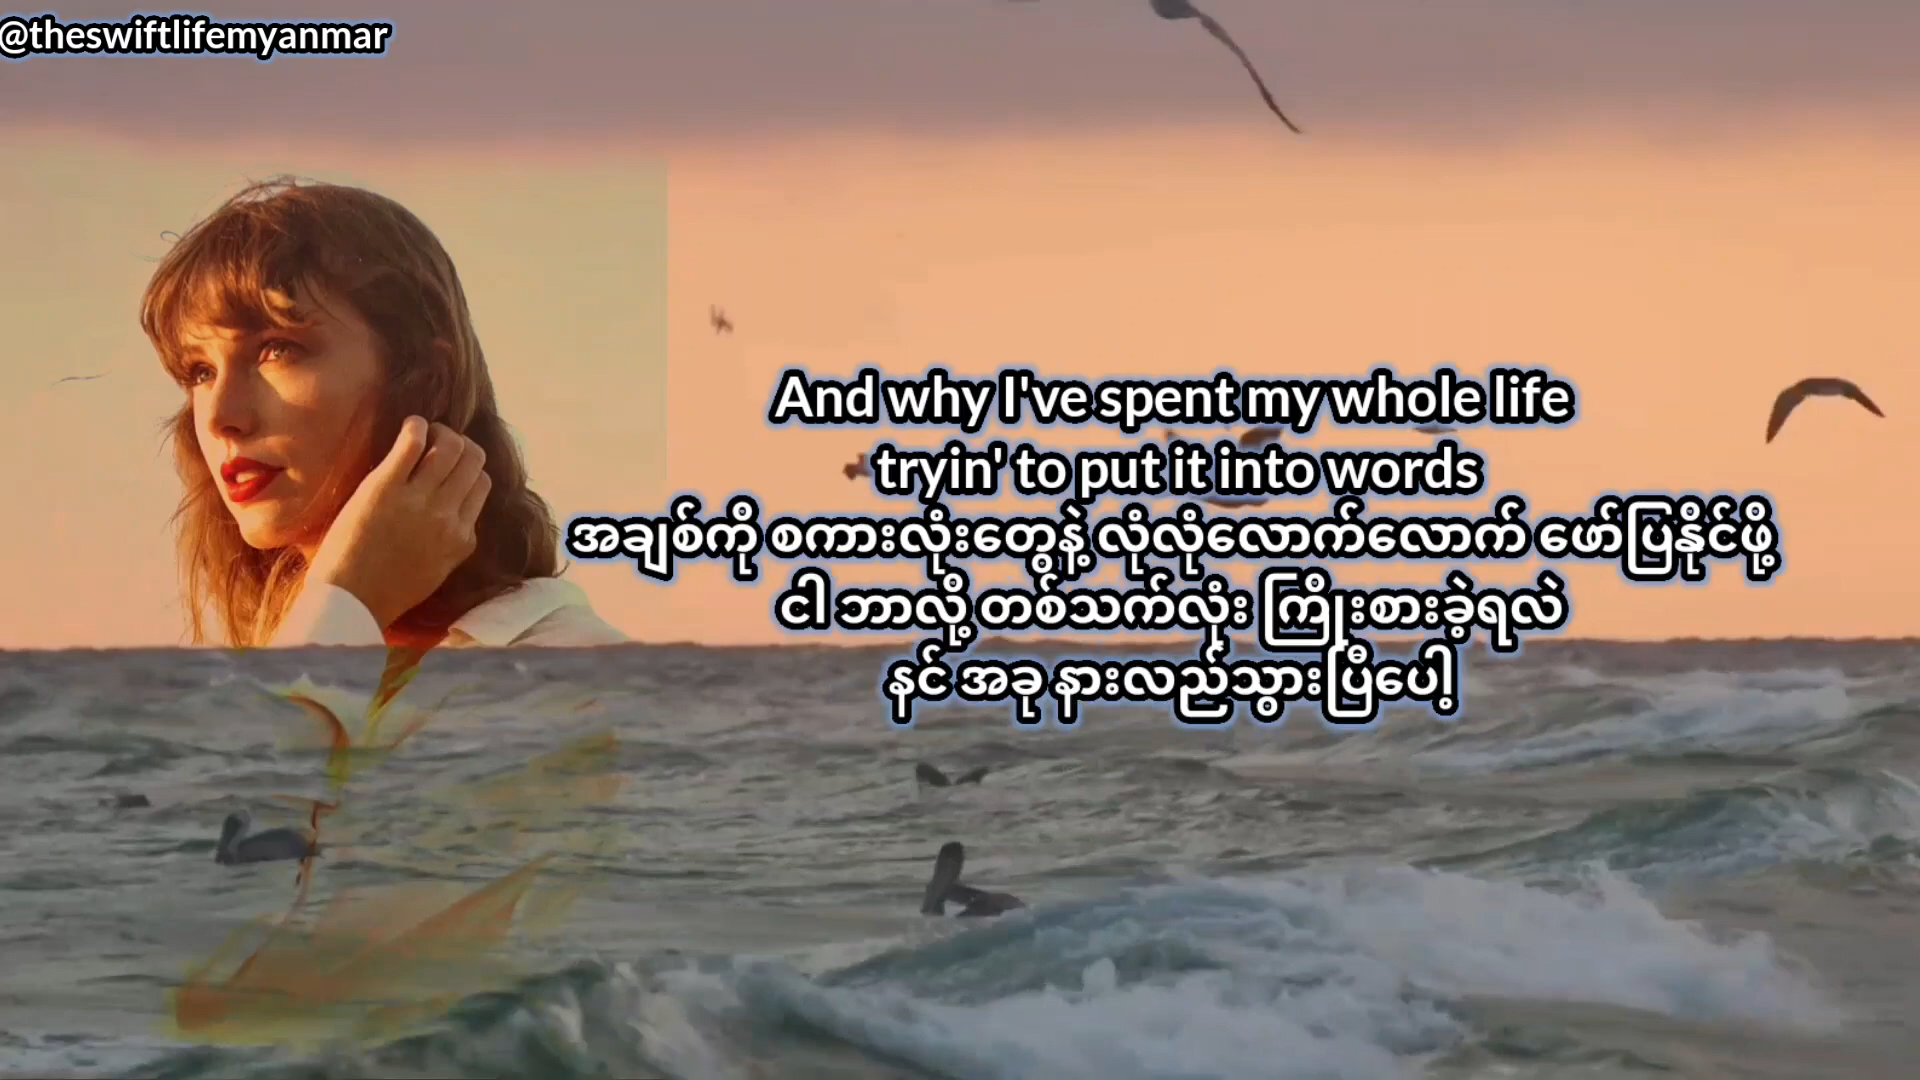 @theswiftlifemyanmar
And why I've spent my whole life
tryin' to put it into words
အချစ်ကို စကားလုံးတွေနဲ့ လုံလုံလောက်လောက် ဖော်ပြနိုင်ဖို့
ငါ ဘာလို့ တစ်သက်လုံး ကြိုးစားခဲ့ရလဲ
နင် အခု နားလည်သွားပြီပေါ့